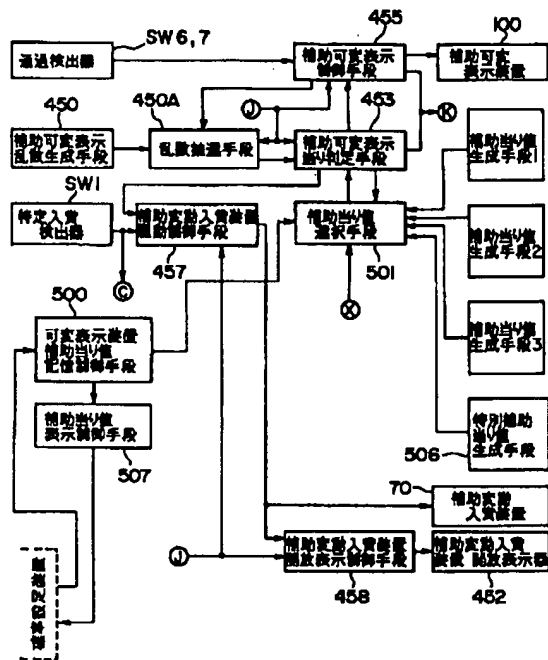 SW6,7
通過検出器
455
補助可変表示
制御手段
100
補助可変
表示装置
450
補助可変表示
乱数生成手段
450A
乱数抽選手段
J
453
補助可変表示
当り判定手段
K
補助当り値
生成手段1
SW1
特定入賞
検出器
補助変動入賞装置
駆動制御手段
457
補助当り値
選択手段
501
補助当り値
生成手段2
C
X
500
可変表示装置
補助当り値
記憶制御手段
補助当り値
生成手段3
補助当り値
表示制御手段
507
特別補助
当り値
生成手段
506
70
補助変動
入賞装置
J
補助変動入賞装置
開放表示制御手段
458
補助変動入賞
装置 開放表示器
452
確率設定装置